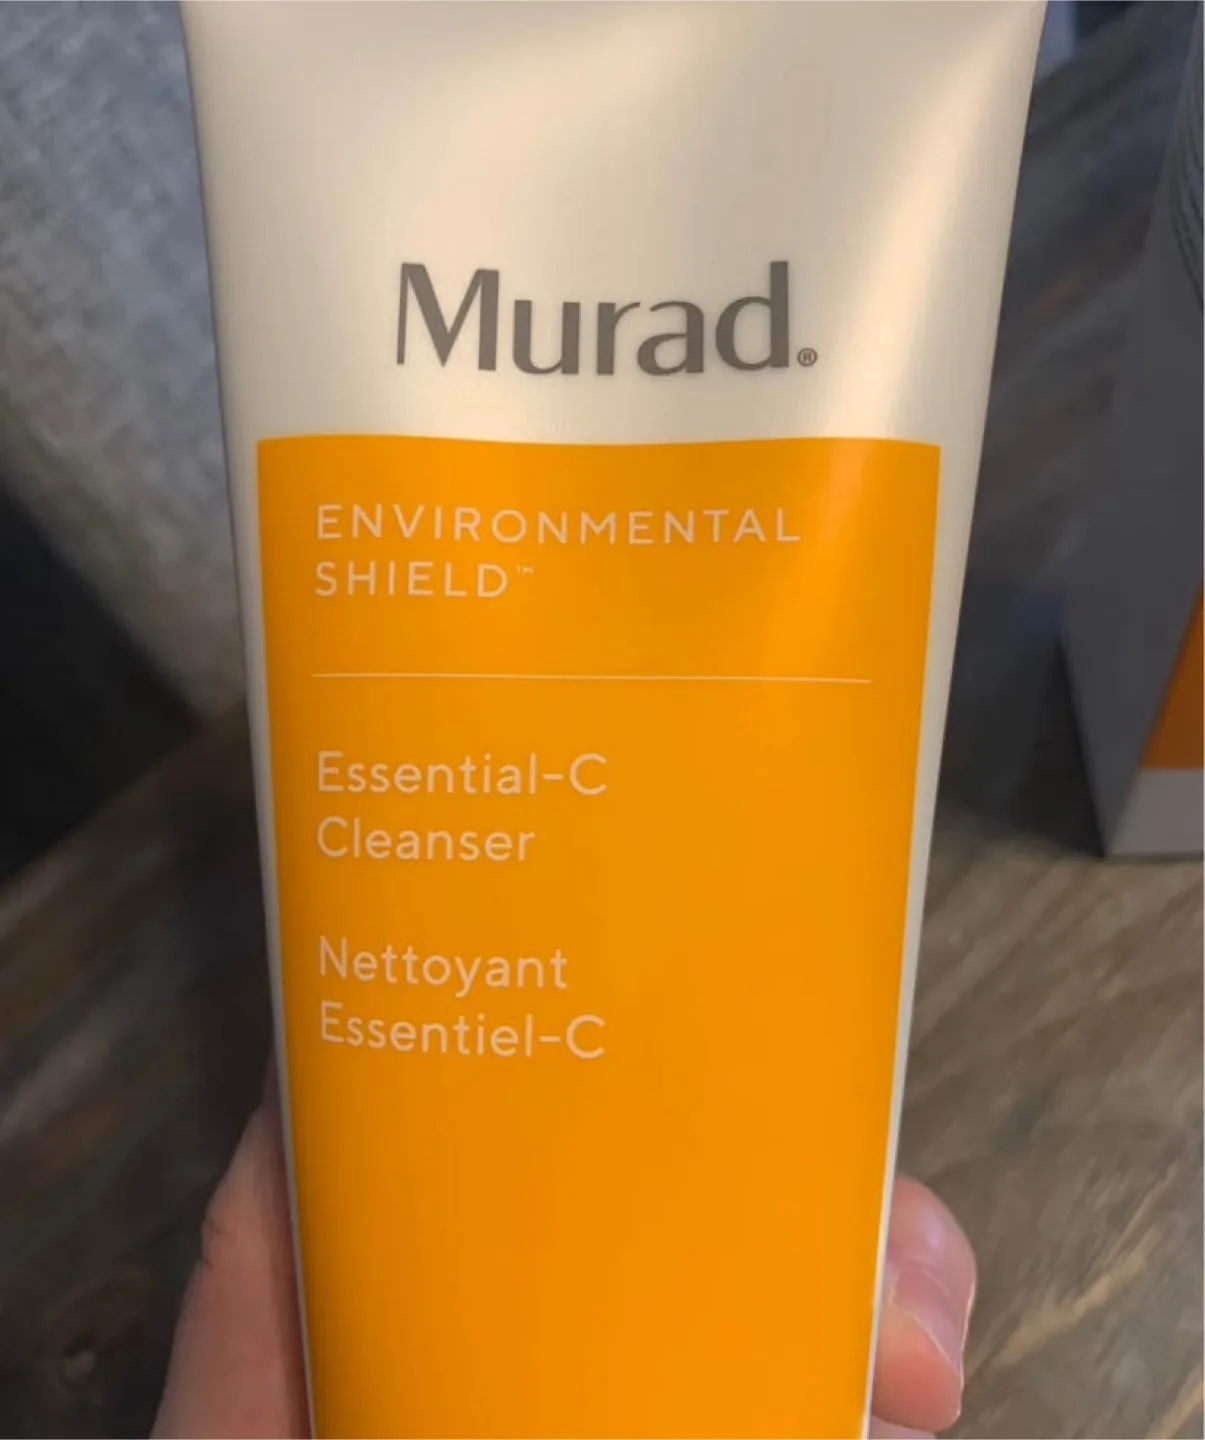 Murad®
ENVIRONMENTAL
SHIELD™
Essential-C
Cleanser
Nettoyant
Essentiel-C